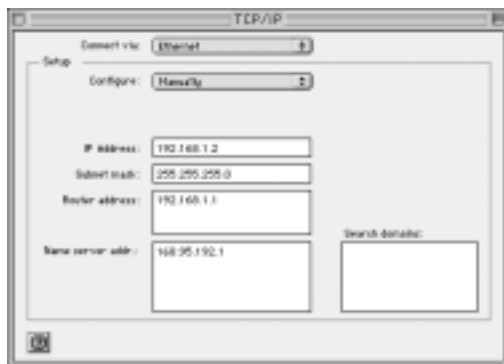 TCP/IP
Connect via: Ethernet
Setup
Configure: Manually
IP Address: 192.168.1.2
Subnet mask: 255.255.255.0
Router address: 192.168.1.1
Search domains:
Name server addr.: 168.95.192.1